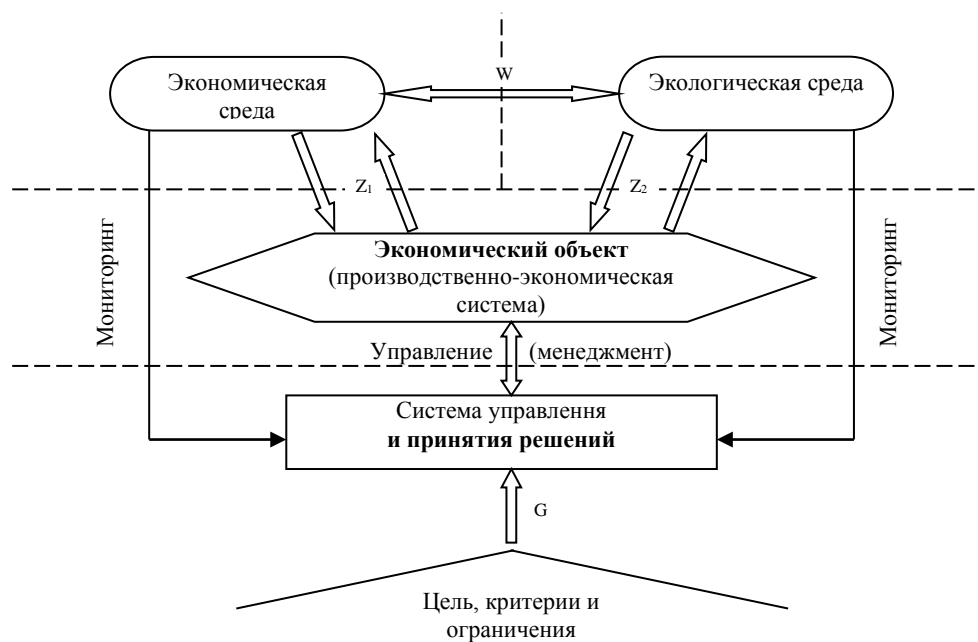 Экономическая
среда
W
Экологическая среда
Z₁
Z₂
Мониторинг
Экономический объект
(производственно-экономическая
система)
Мониторинг
Управление (менеджмент)
Система управлення
и принятия решений
G
Цель, критерии и
ограничения